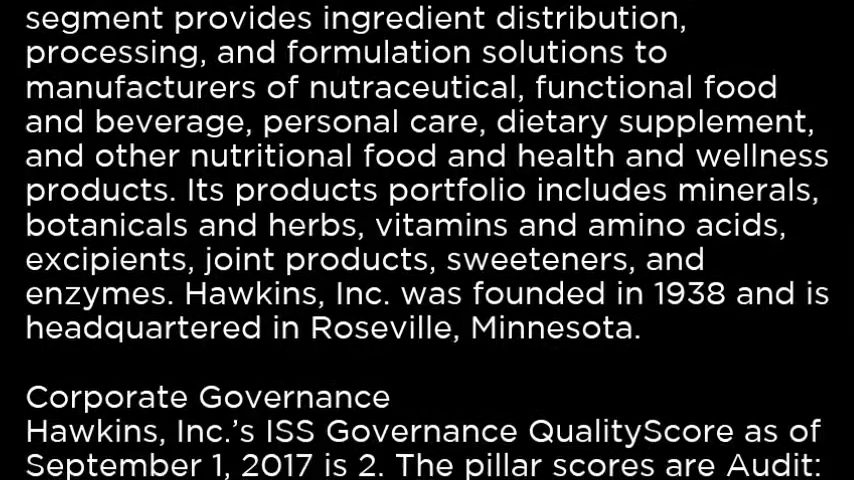 segment provides ingredient distribution,
processing, and formulation solutions to
manufacturers of nutraceutical, functional food
and beverage, personal care, dietary supplement,
and other nutritional food and health and wellness
products. Its products portfolio includes minerals,
botanicals and herbs, vitamins and amino acids,
excipients, joint products, sweeteners, and
enzymes. Hawkins, Inc. was founded in 1938 and is
headquartered in Roseville, Minnesota.
Corporate Governance
Hawkins, Inc.’s ISS Governance QualityScore as of
September 1, 2017 is 2. The pillar scores are Audit: